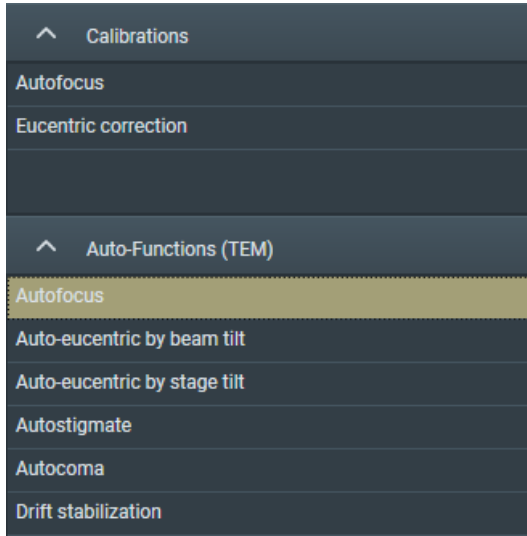 Calibrations
Autofocus
Eucentric correction
Auto-Functions (TEM)
Autofocus
Auto-eucentric by beam tilt
Auto-eucentric by stage tilt
Autostigmate
Autocoma
Drift stabilization